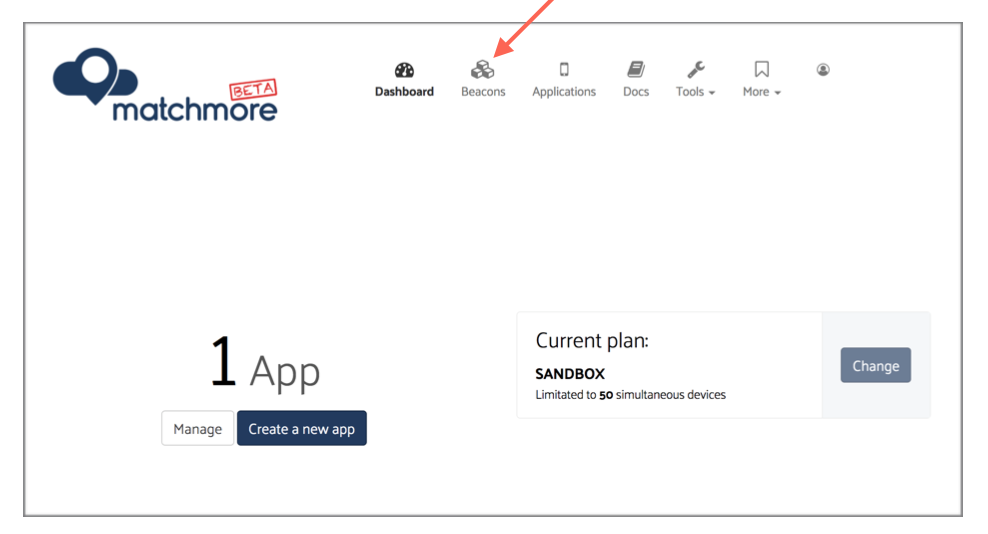 BETA
matchmore
Dashboard Beacons Applications Docs Tools More
1 App
Manage Create a new app
Current plan:
SANDBOX
Limitated to 50 simultaneous devices
Change